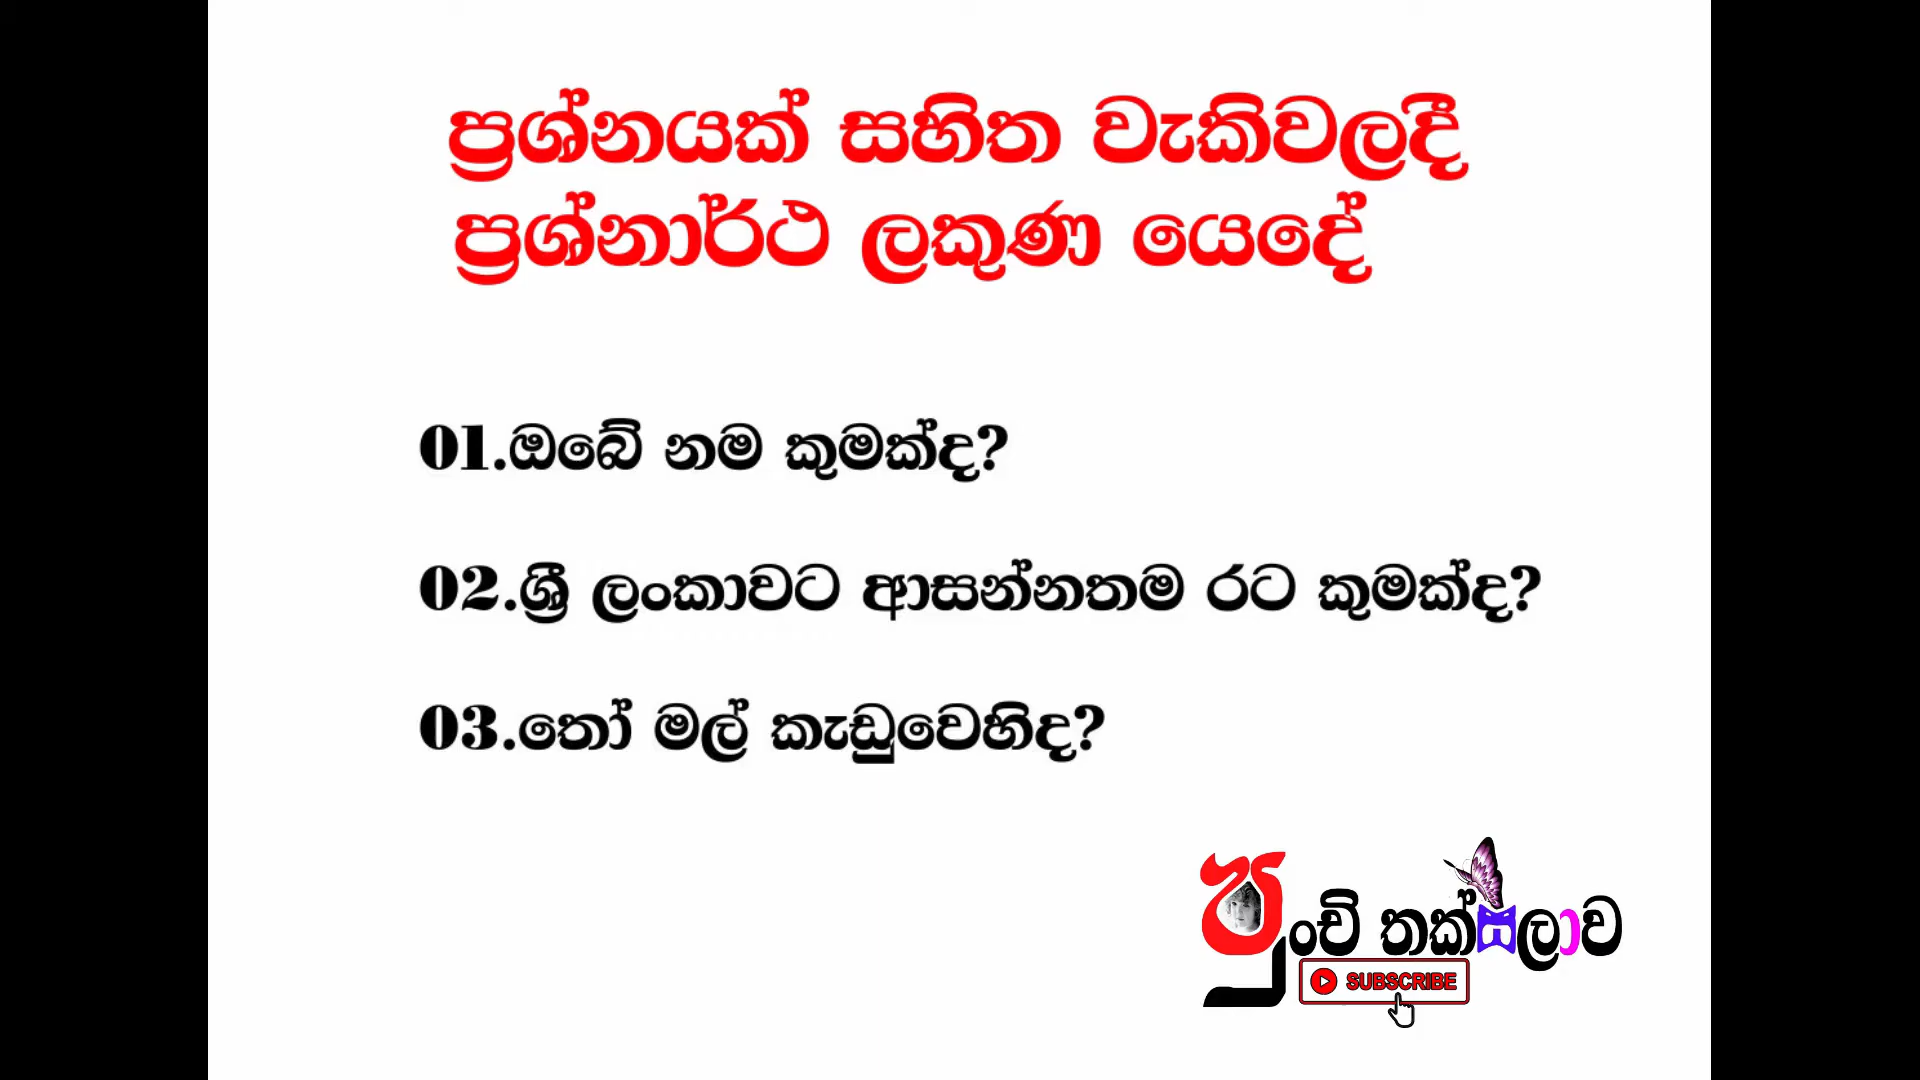 ප්‍රශ්නයක් සහිත වැකිවලදී
ප්‍රශ්නාර්ථ ලකුණ යෙදේ
01.ඔබේ නම කුමක්ද?
02.ශ්‍රී ලංකාවට ආසන්නතම රට කුමක්ද?
03.තෝ මල් කැඩුවෙහිද?
පුංචි තක්සලාව
SUBSCRIBE